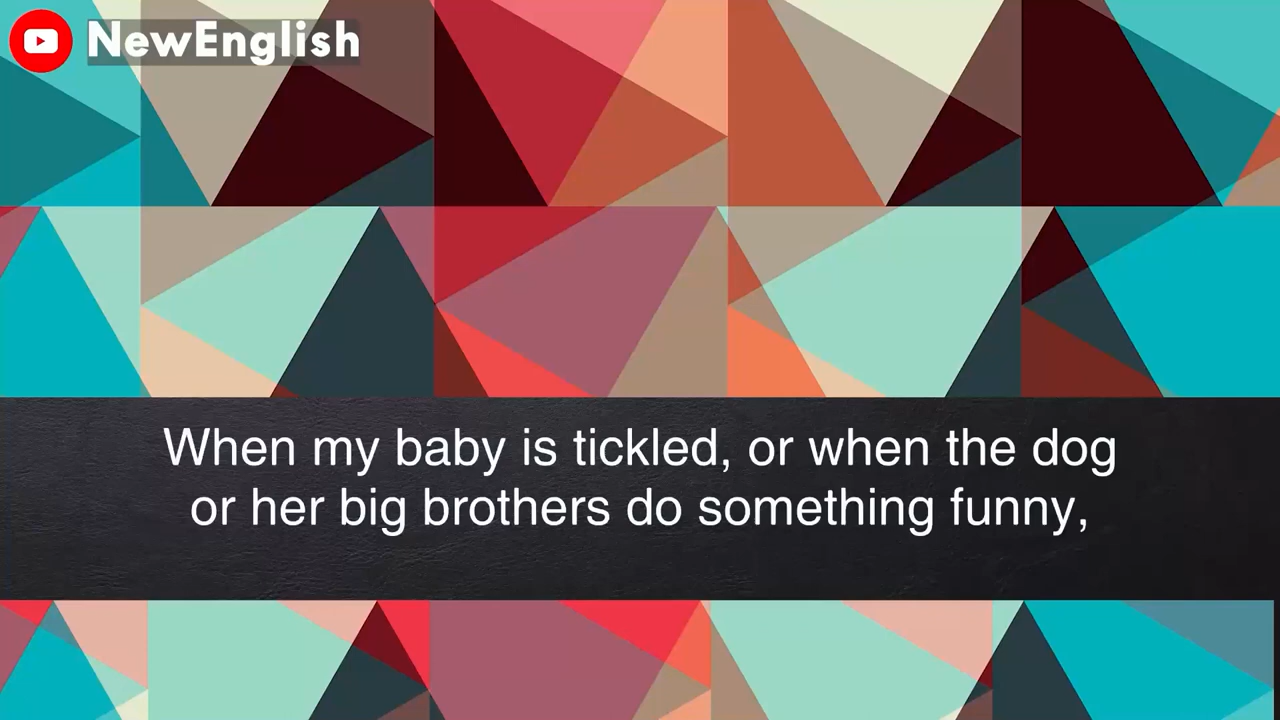 NewEnglish
When my baby is tickled, or when the dog
or her big brothers do something funny,